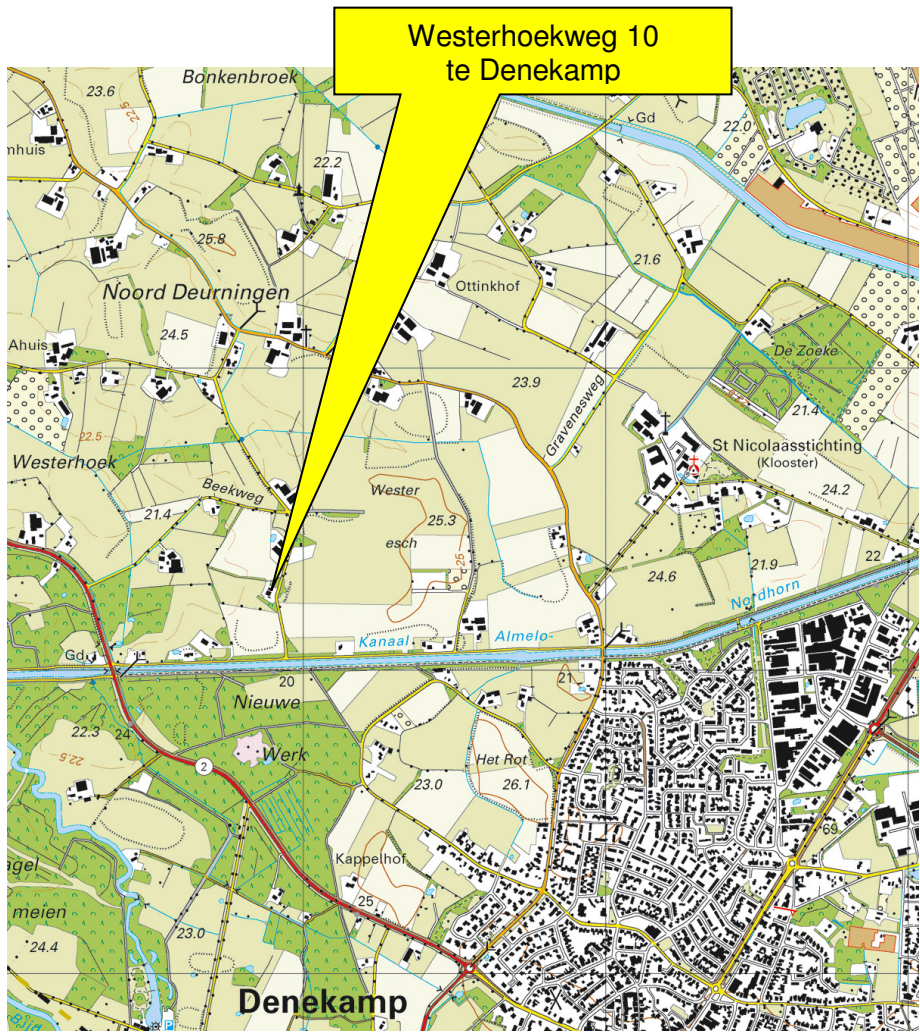 Westerhoekweg 10
te Denekamp
Bonkenbroek
23.6
22.5
Gd
22.0
mhuis
22.2
25.8
21.6
Noord Deurningen
Ottinkhof
24.5
Ahuis
De Zoeke
23.9
Gravenesweg
21.4
22.5
St Nicolaasstichting
(Klooster)
Westerhoek
Beekweg
Wester
24.2
21.4
25.3
esch
25
22
24.6
21.9
Nordhorn
Kanaal
Almelo-
Gd
20
21
Nieuwe
22.3
24
22.5
Werk
2
Het Rot
23.0
26.1
69
Kappelhof
agel
25
meien
23.0
24.4
Denekamp
Bild
P